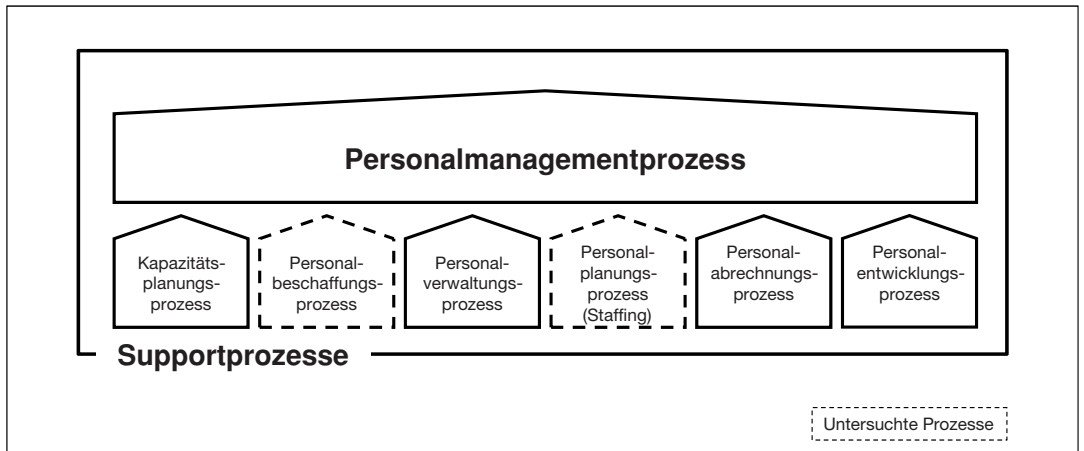 Personalmanagementprozess
Kapazitäts-
planungs-
prozess
Personal-
beschaffungs-
prozess
Personal-
verwaltungs-
prozess
Personal-
planungs-
prozess
(Staffing)
Personal-
abrechnungs-
prozess
Personal-
entwicklungs-
prozess
Supportprozesse
Untersuchte Prozesse